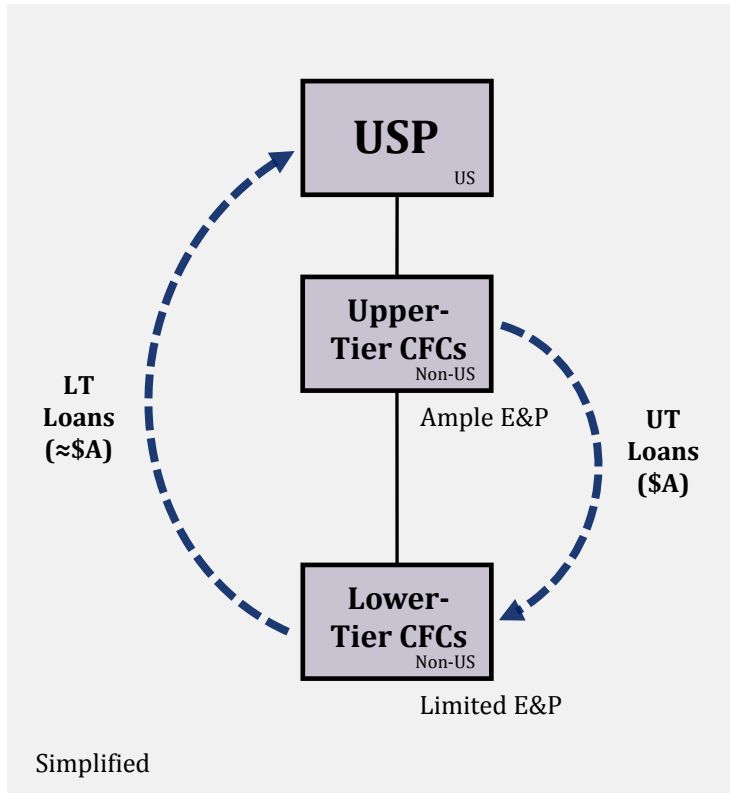 USP
US
Upper-
Tier CFCs
Non-US
Ample E&P
LT
Loans
(≈$A)
UT
Loans
($A)
Lower-
Tier CFCs
Non-US
Limited E&P
Simplified